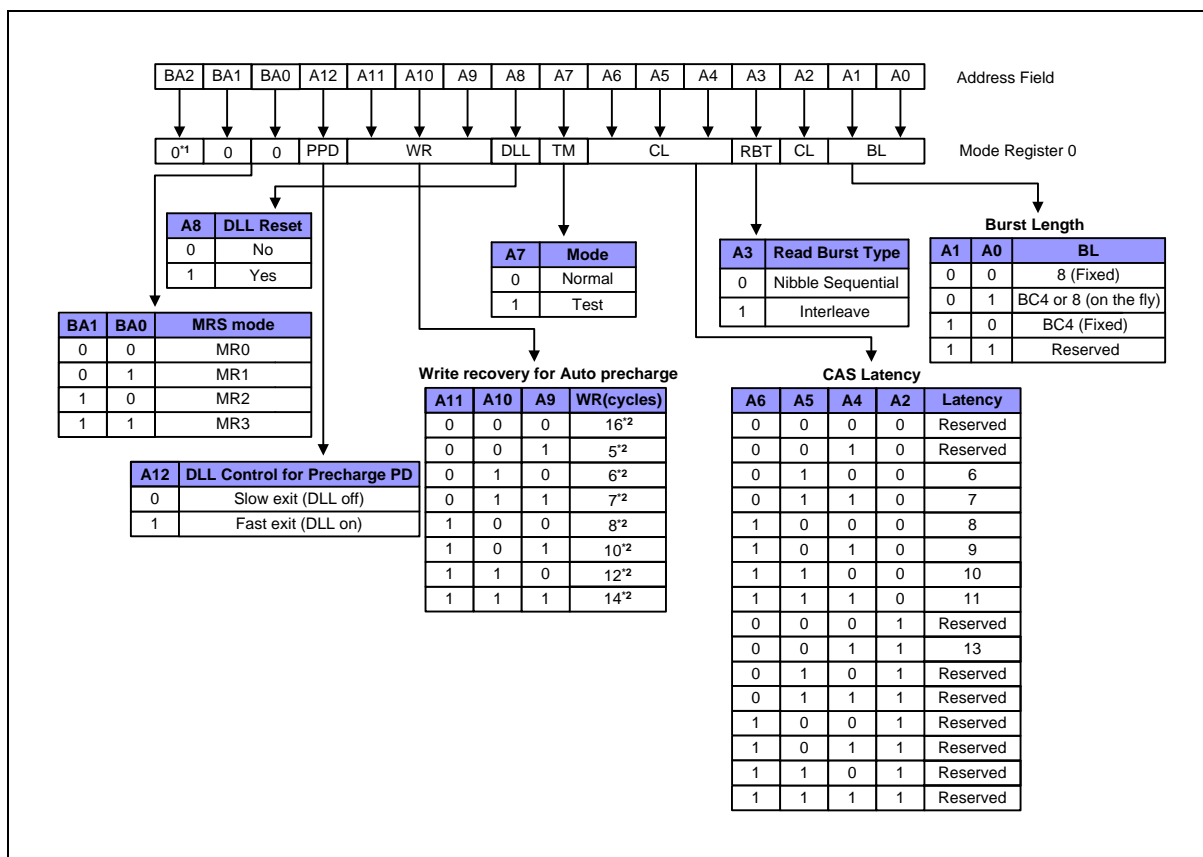 BA2 BA1 BA0 A12 A11 A10 A9 A8 A7 A6 A5 A4 A3 A2 A1 A0 Address Field
0*1 0 0 PPD WR DLL TM CL RBT CL BL Mode Register 0
A8 DLL Reset
0 No
1 Yes
A7 Mode
0 Normal
1 Test
A3 Read Burst Type
0 Nibble Sequential
1 Interleave
Burst Length
A1 A0 BL
0 0 8 (Fixed)
0 1 BC4 or 8 (on the fly)
1 0 BC4 (Fixed)
1 1 Reserved
BA1 BA0 MRS mode
0 0 MR0
0 1 MR1
1 0 MR2
1 1 MR3
A12 DLL Control for Precharge PD
0 Slow exit (DLL off)
1 Fast exit (DLL on)
Write recovery for Auto precharge
A11 A10 A9 WR(cycles)
0 0 0 16*2
0 0 1 5*2
0 1 0 6*2
0 1 1 7*2
1 0 0 8*2
1 0 1 10*2
1 1 0 12*2
1 1 1 14*2
CAS Latency
A6 A5 A4 A2 Latency
0 0 0 0 Reserved
0 0 1 0 Reserved
0 1 0 0 6
0 1 1 0 7
1 0 0 0 8
1 0 1 0 9
1 1 0 0 10
1 1 1 0 11
0 0 0 1 Reserved
0 0 1 1 13
0 1 0 1 Reserved
0 1 1 1 Reserved
1 0 0 1 Reserved
1 0 1 1 Reserved
1 1 0 1 Reserved
1 1 1 1 Reserved